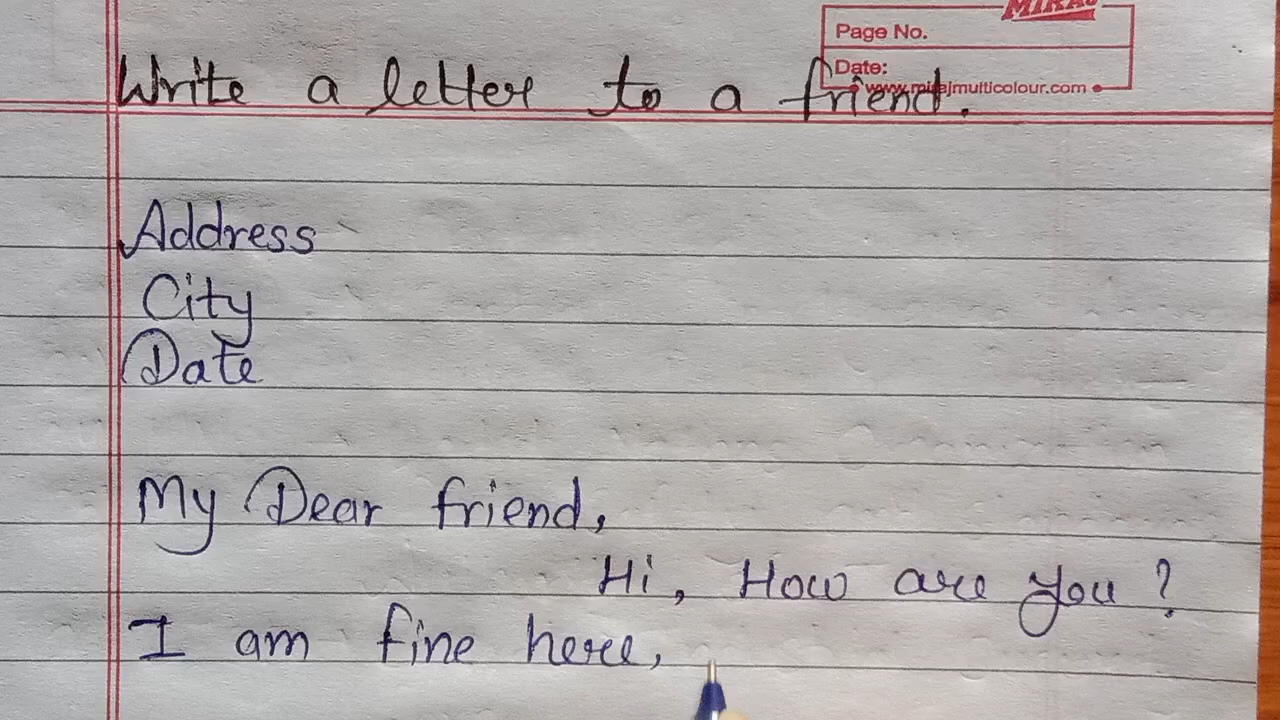 MIRAJ
Page No.
Date:
www.mirajmulticolour.com
Write a letter to a friend.
Address
City
Date
My Dear friend,
Hi, How are you?
I am fine here,